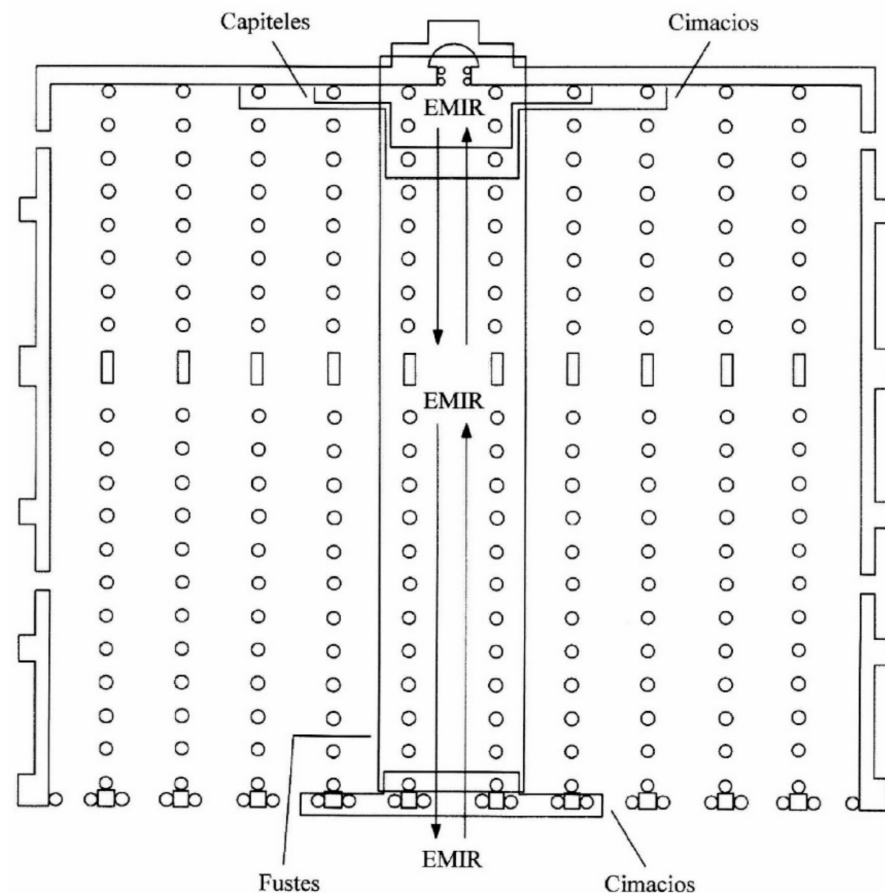 Capiteles
Cimacios
EMIR
EMIR
EMIR
Fustes
Cimacios